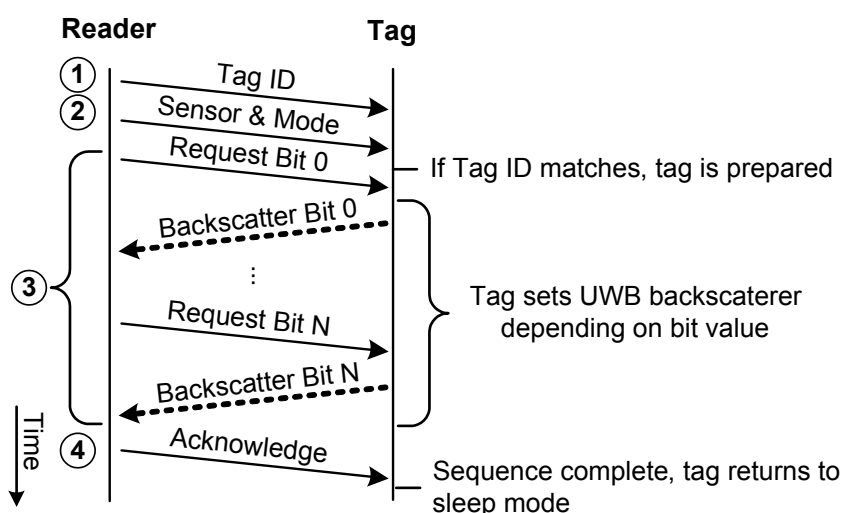 Reader
Tag
1
Tag ID
2
Sensor & Mode
Request Bit 0
If Tag ID matches, tag is prepared
Backscatter Bit 0
...
3
Tag sets UWB backscaterer
depending on bit value
Request Bit N
Backscatter Bit N
Time
4
Acknowledge
Sequence complete, tag returns to
sleep mode